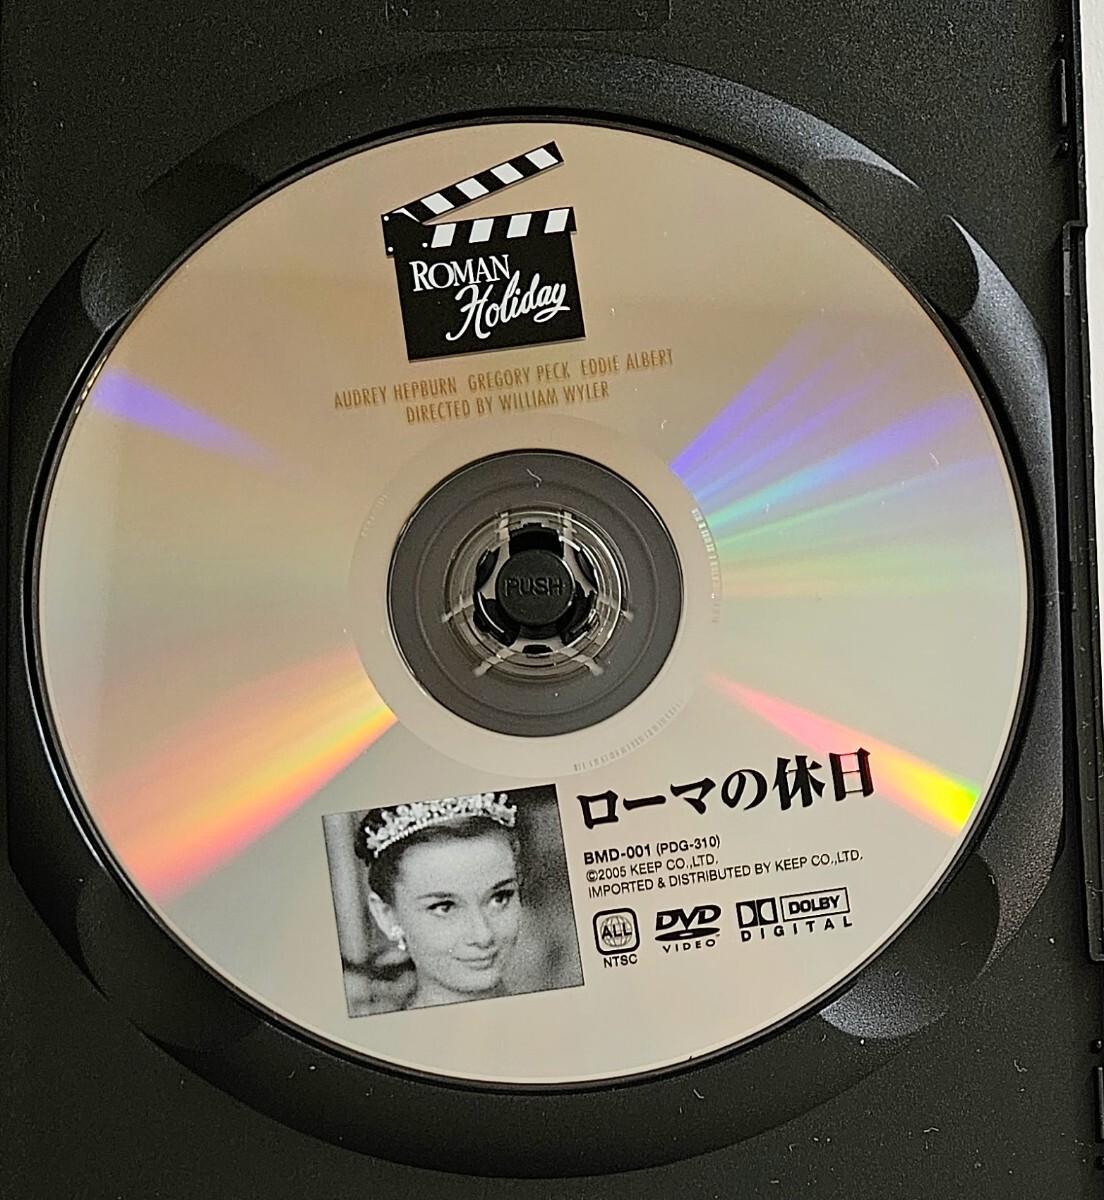 ROMAN
Holiday
AUDREY HEPBURN GREGORY PECK EDDIE ALBERT
DIRECTED BY WILLIAM WYLER
PUSH
ローマの休日
BMD-001 (PDG-310)
©2005 KEEP CO.,LTD.
IMPORTED & DISTRIBUTED BY KEEP CO.,LTD.
ALL
NTSC
DVD
VIDEO™
DOLBY
DIGITAL